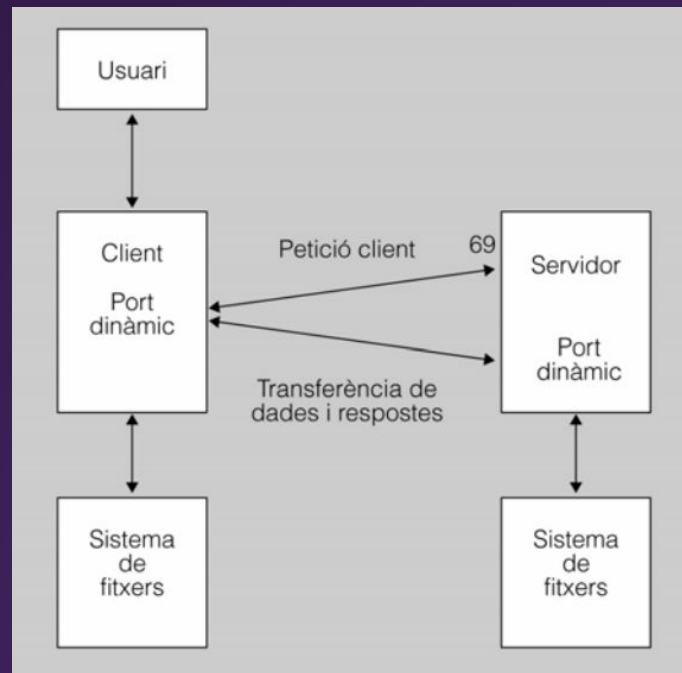 Usuari
Client
Port
dinàmic
Petició client
69
Servidor
Port
dinàmic
Transferència de
dades i respostes
Sistema
de
fitxers
Sistema
de
fitxers